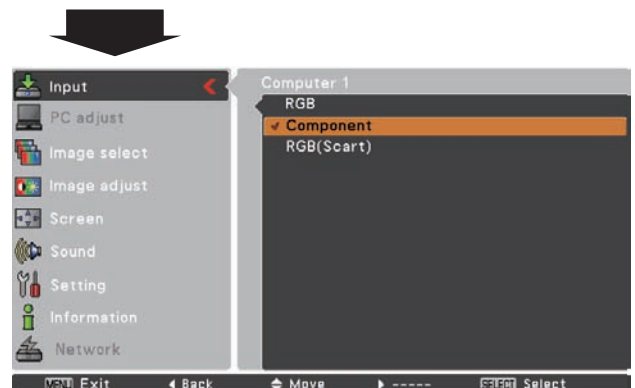 Input
Computer 1
RGB
PC adjust
Component
Image select
RGB(Scart)
Image adjust
Screen
Sound
Setting
Information
Network
MENU Exit Back Move ----- SELECT Select